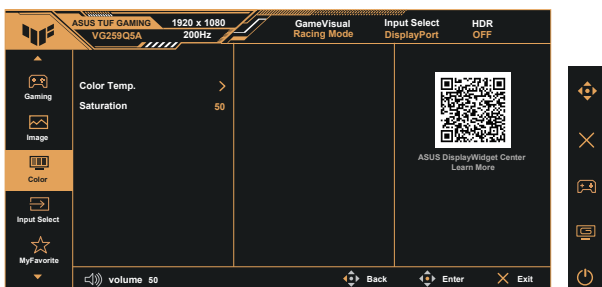 ASUS TUF GAMING 1920 x 1080 GameVisual Input Select HDR
VG259Q5A 200Hz Racing Mode DisplayPort OFF
Gaming
Image
Color
Input Select
MyFavorite
Color Temp.
Saturation 50
ASUS DisplayWidget Center
Learn More
volume 50 Back Enter Exit